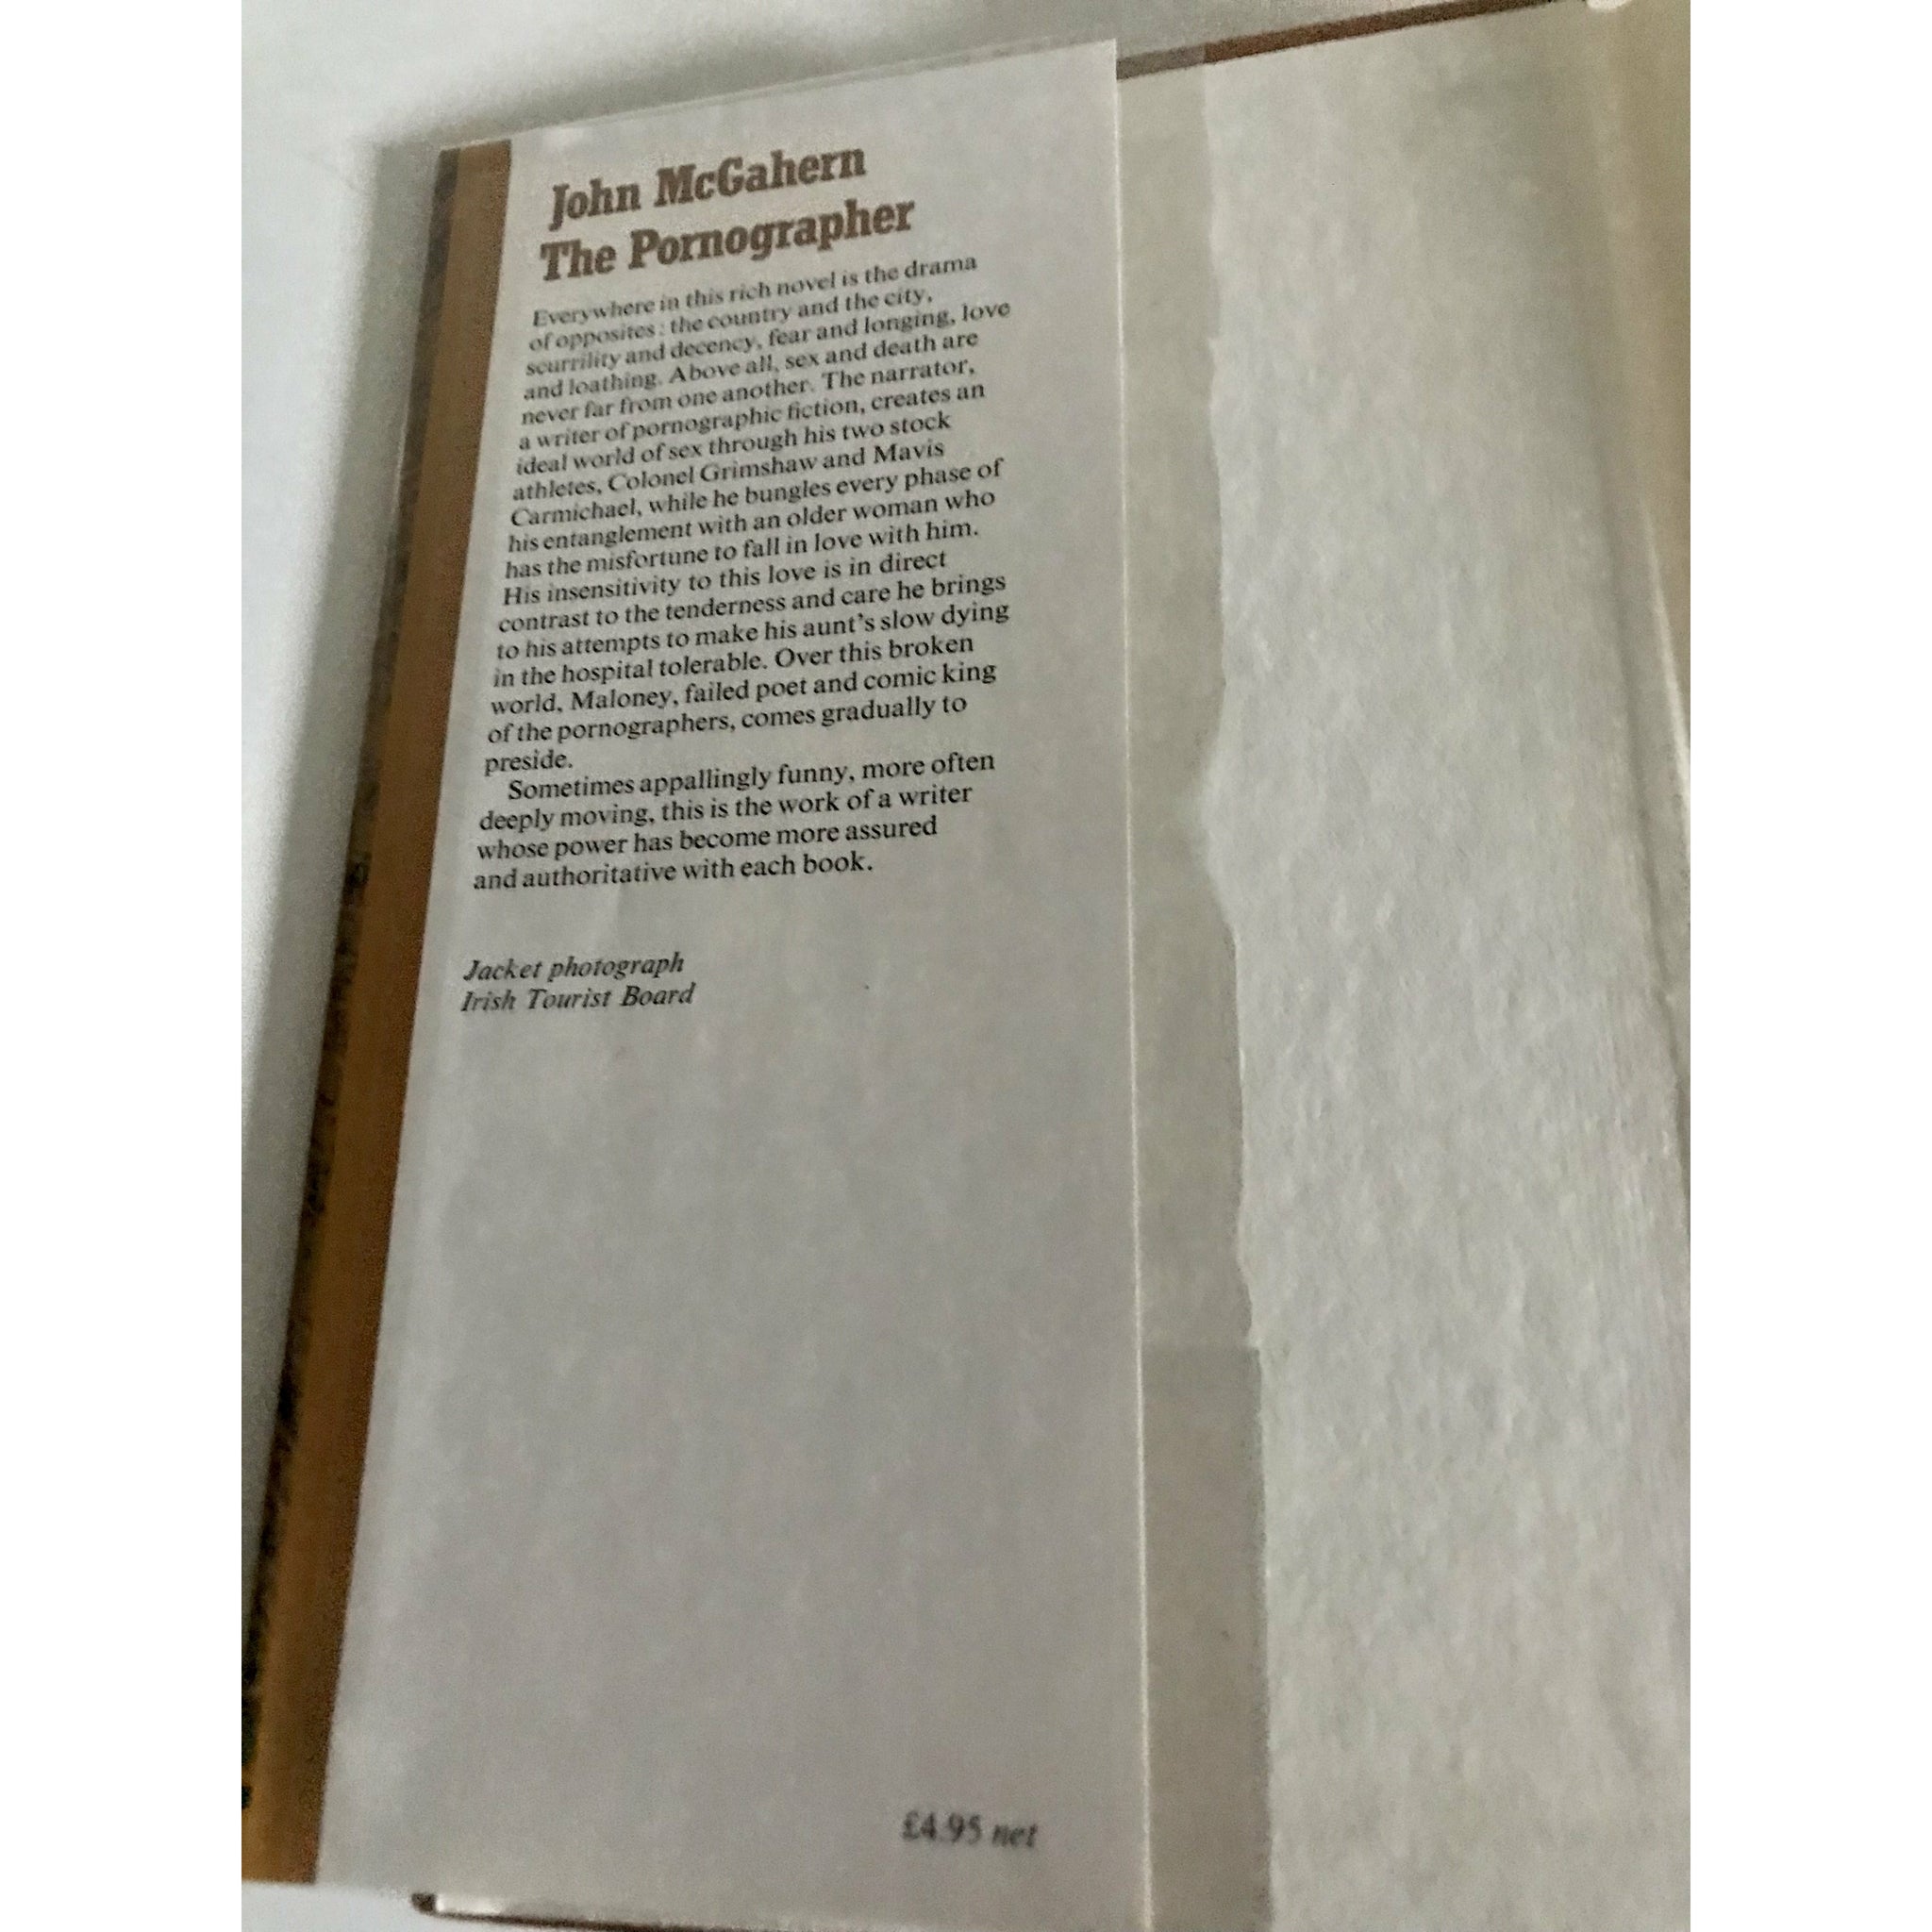 John McGahern
The Pornographer
Everywhere in this rich novel is the drama
of opposites: the country and the city,
scurrility and decency, fear and longing, love
and loathing. Above all, sex and death are
never far from one another. The narrator,
a writer of pornographic fiction, creates an
ideal world of sex through his two stock
athletes, Colonel Grimshaw and Mavis
Carmichael, while he bungles every phase of
his entanglement with an older woman who
has the misfortune to fall in love with him.
His insensitivity to this love is in direct
contrast to the tenderness and care he brings
to his attempts to make his aunt's slow dying
in the hospital tolerable. Over this broken
world, Maloney, failed poet and comic king
of the pornographers, comes gradually to
preside.
Sometimes appallingly funny, more often
deeply moving, this is the work of a writer
whose power has become more assured
and authoritative with each book.
Jacket photograph
Irish Tourist Board
£4.95 net